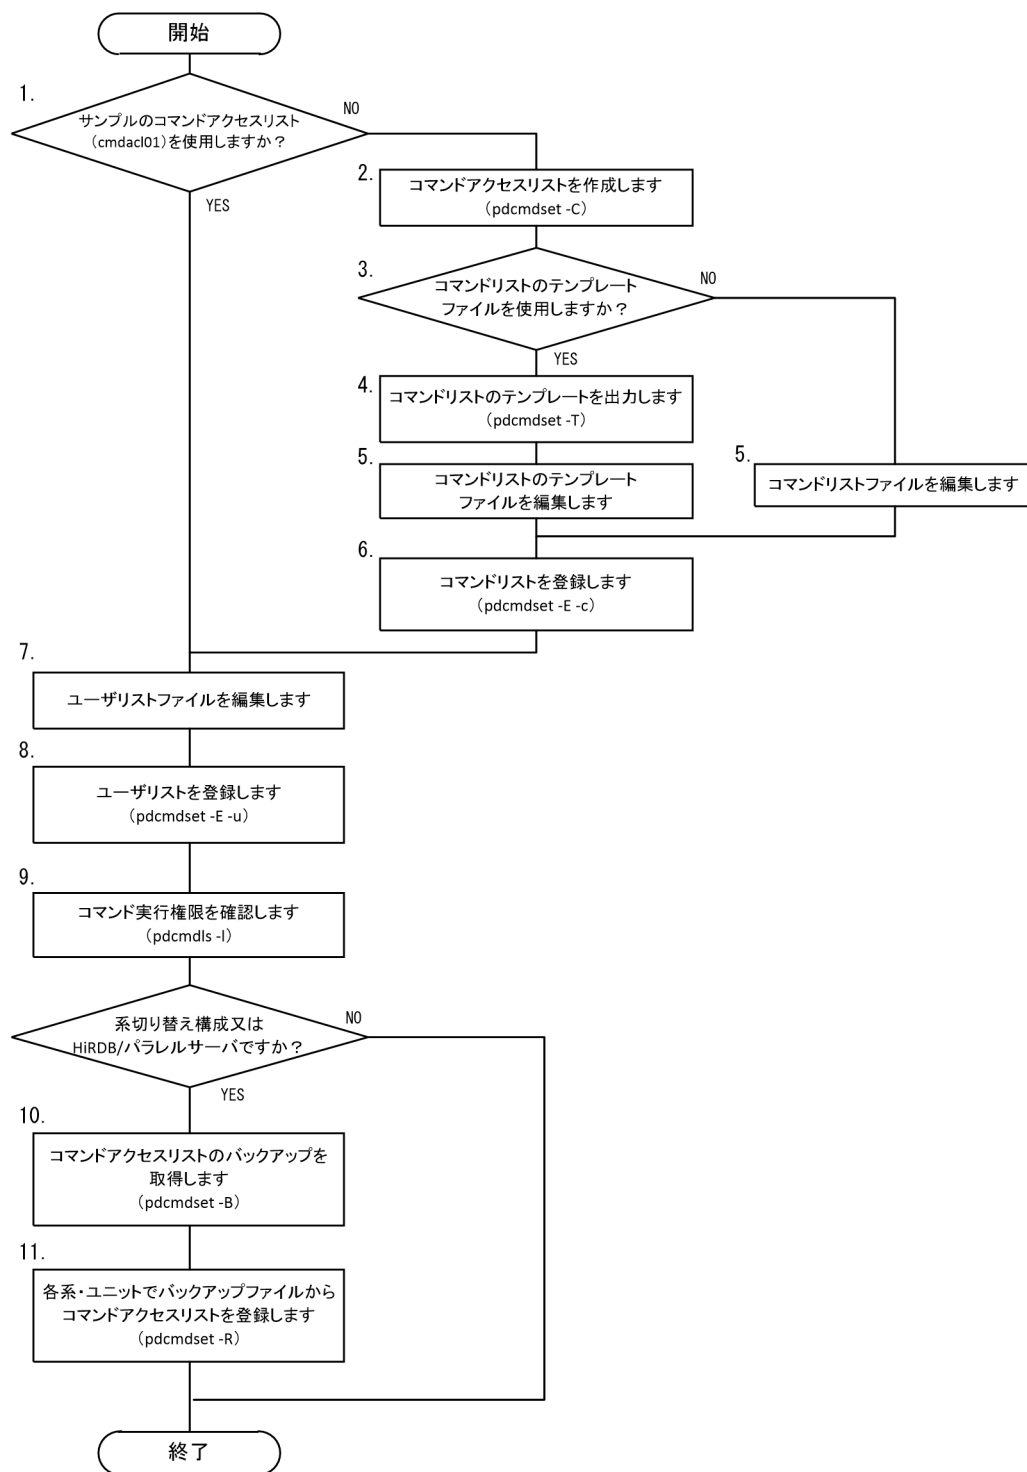 開始
1.
サンプルのコマンドアクセスリスト
（cmdacl01）を使用しますか？
NO
YES
2.
コマンドアクセスリストを作成します
（pdcmdset -C）
3.
コマンドリストのテンプレート
ファイルを使用しますか？
NO
YES
4.
コマンドリストのテンプレートを出力します
（pdcmdset -T）
5.
コマンドリストのテンプレート
ファイルを編集します
5.
コマンドリストファイルを編集します
6.
コマンドリストを登録します
（pdcmdset -E -c）
7.
ユーザリストファイルを編集します
8.
ユーザリストを登録します
（pdcmdset -E -u）
9.
コマンド実行権限を確認します
（pdcmdls -l）
系切り替え構成又は
HiRDB/パラレルサーバですか？
NO
YES
10.
コマンドアクセスリストのバックアップを
取得します
（pdcmdset -B）
11.
各系・ユニットでバックアップファイルから
コマンドアクセスリストを登録します
（pdcmdset -R）
終了